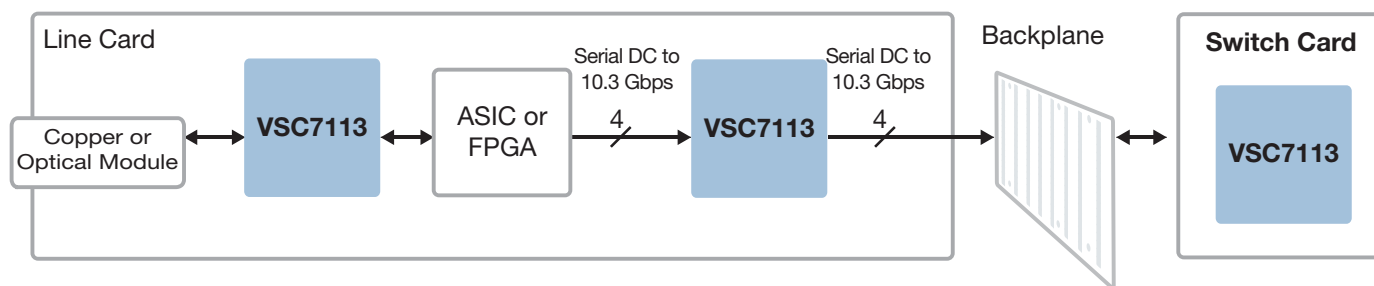 Line Card
Copper or
Optical Module
VSC7113
ASIC or
FPGA
Serial DC to
10.3 Gbps
4
VSC7113
Serial DC to
10.3 Gbps
4
Backplane
Switch Card
VSC7113